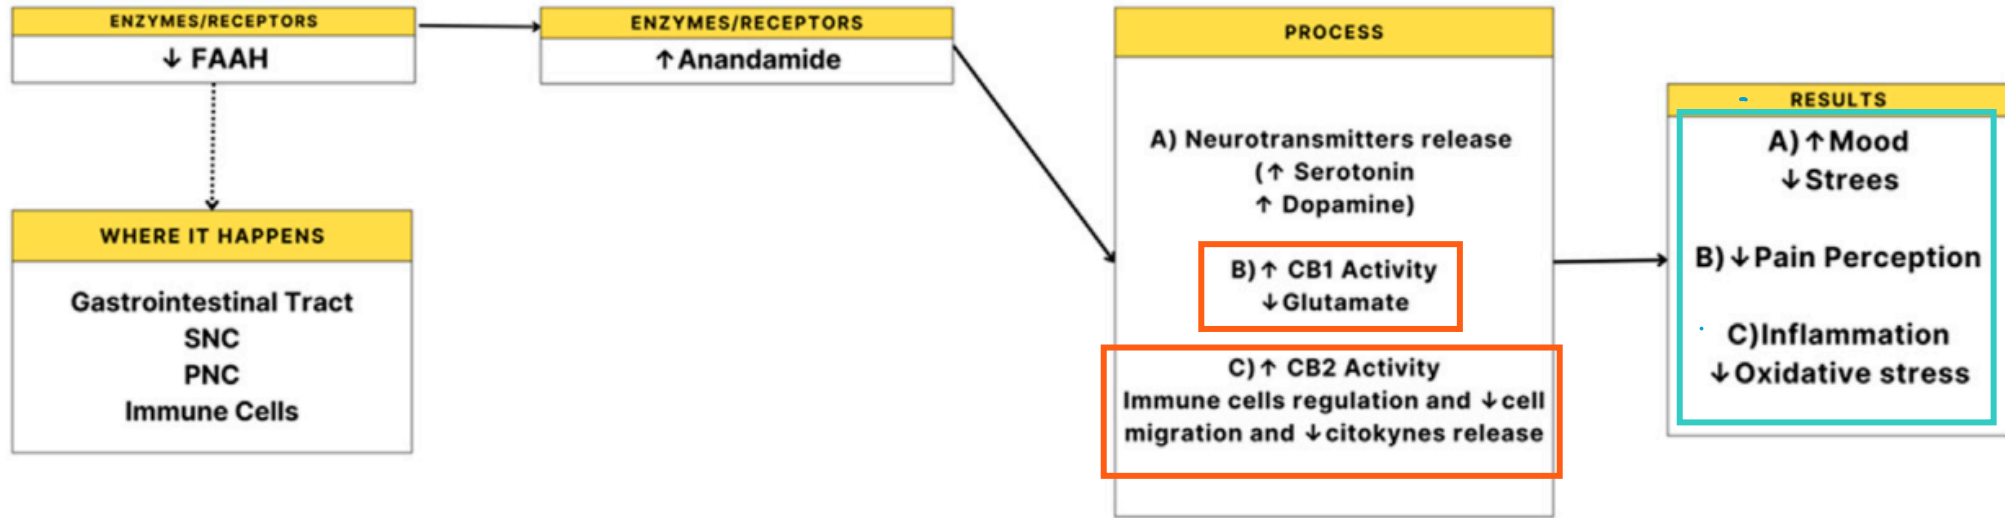 ENZYMES/RECEPTORS
↓ FAAH
ENZYMES/RECEPTORS
↑Anandamide
WHERE IT HAPPENS
Gastrointestinal Tract
SNC
PNC
Immune Cells
PROCESS
A) Neurotransmitters release
(↑ Serotonin
↑ Dopamine)
B)↑ CB1 Activity
↓Glutamate
C)↑ CB2 Activity
Immune cells regulation and ↓cell
migration and ↓citokynes release
RESULTS
A)↑Mood
↓Strees
B)↓Pain Perception
C)Inflammation
↓Oxidative stress